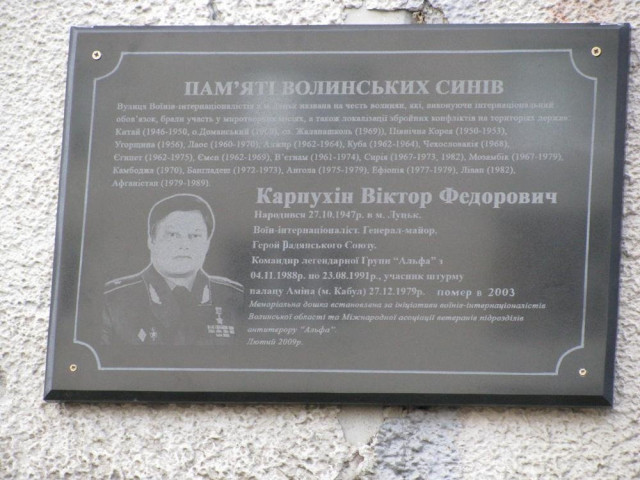 ПАМ'ЯТІ ВОЛИНСЬКИХ СИНІВ
Вулиця Воїнів-інтернаціоналістів в м. Луцьк названа на честь волинян, які, виконуючи інтернаціональний
обов'язок, брали участь у миротворчих місіях, а також локалізації збройних конфліктів на території держав:
Китай (1946-1950, о.Даманський (1969), оз. Жаланашколь (1969)), Північна Корея (1950-1953),
Угорщина (1956), Лаос (1960-1970), Алжир (1962-1964), Куба (1962-1964), Чехословакія (1968),
Єгипет (1962-1975), Ємен (1962-1969), В'єтнам (1961-1974), Сирія (1967-1973, 1982), Мозамбік (1967-1979),
Камбоджа (1970), Бангладеш (1972-1973), Ангола (1975-1979), Ефіопія (1977-1979), Ліван (1982),
Афганістан (1979-1989)
Карпухін Віктор Федорович
Народився 27.10.1947р. в м. Луцьк.
Воїн-інтернаціоналіст. Генерал-майор.
Герой Радянського Союзу.
Командир легендарної Групи "Альфа" з
04.11.1988р. по 23.08.1991р., учасник штурму
палацу Аміна (м. Кабул) 27.12.1979р. помер в 2003
Меморіальна дошка встановлена за ініціативи воїнів-інтернаціоналістів
Волинської області та Міжнародної асоціації ветеранів підрозділів
антитерору "Альфа"
Лютий 2009р.